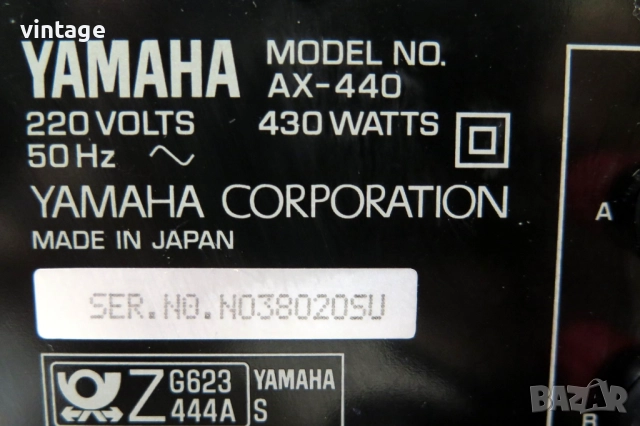 vintage
YAMAHA
MODEL NO.
AX-440
220 VOLTS
430 WATTS
50 Hz
YAMAHA CORPORATION
MADE IN JAPAN
A
SER.NO.N038020SU
Z G623 YAMAHA
444A S
BAZAR
B